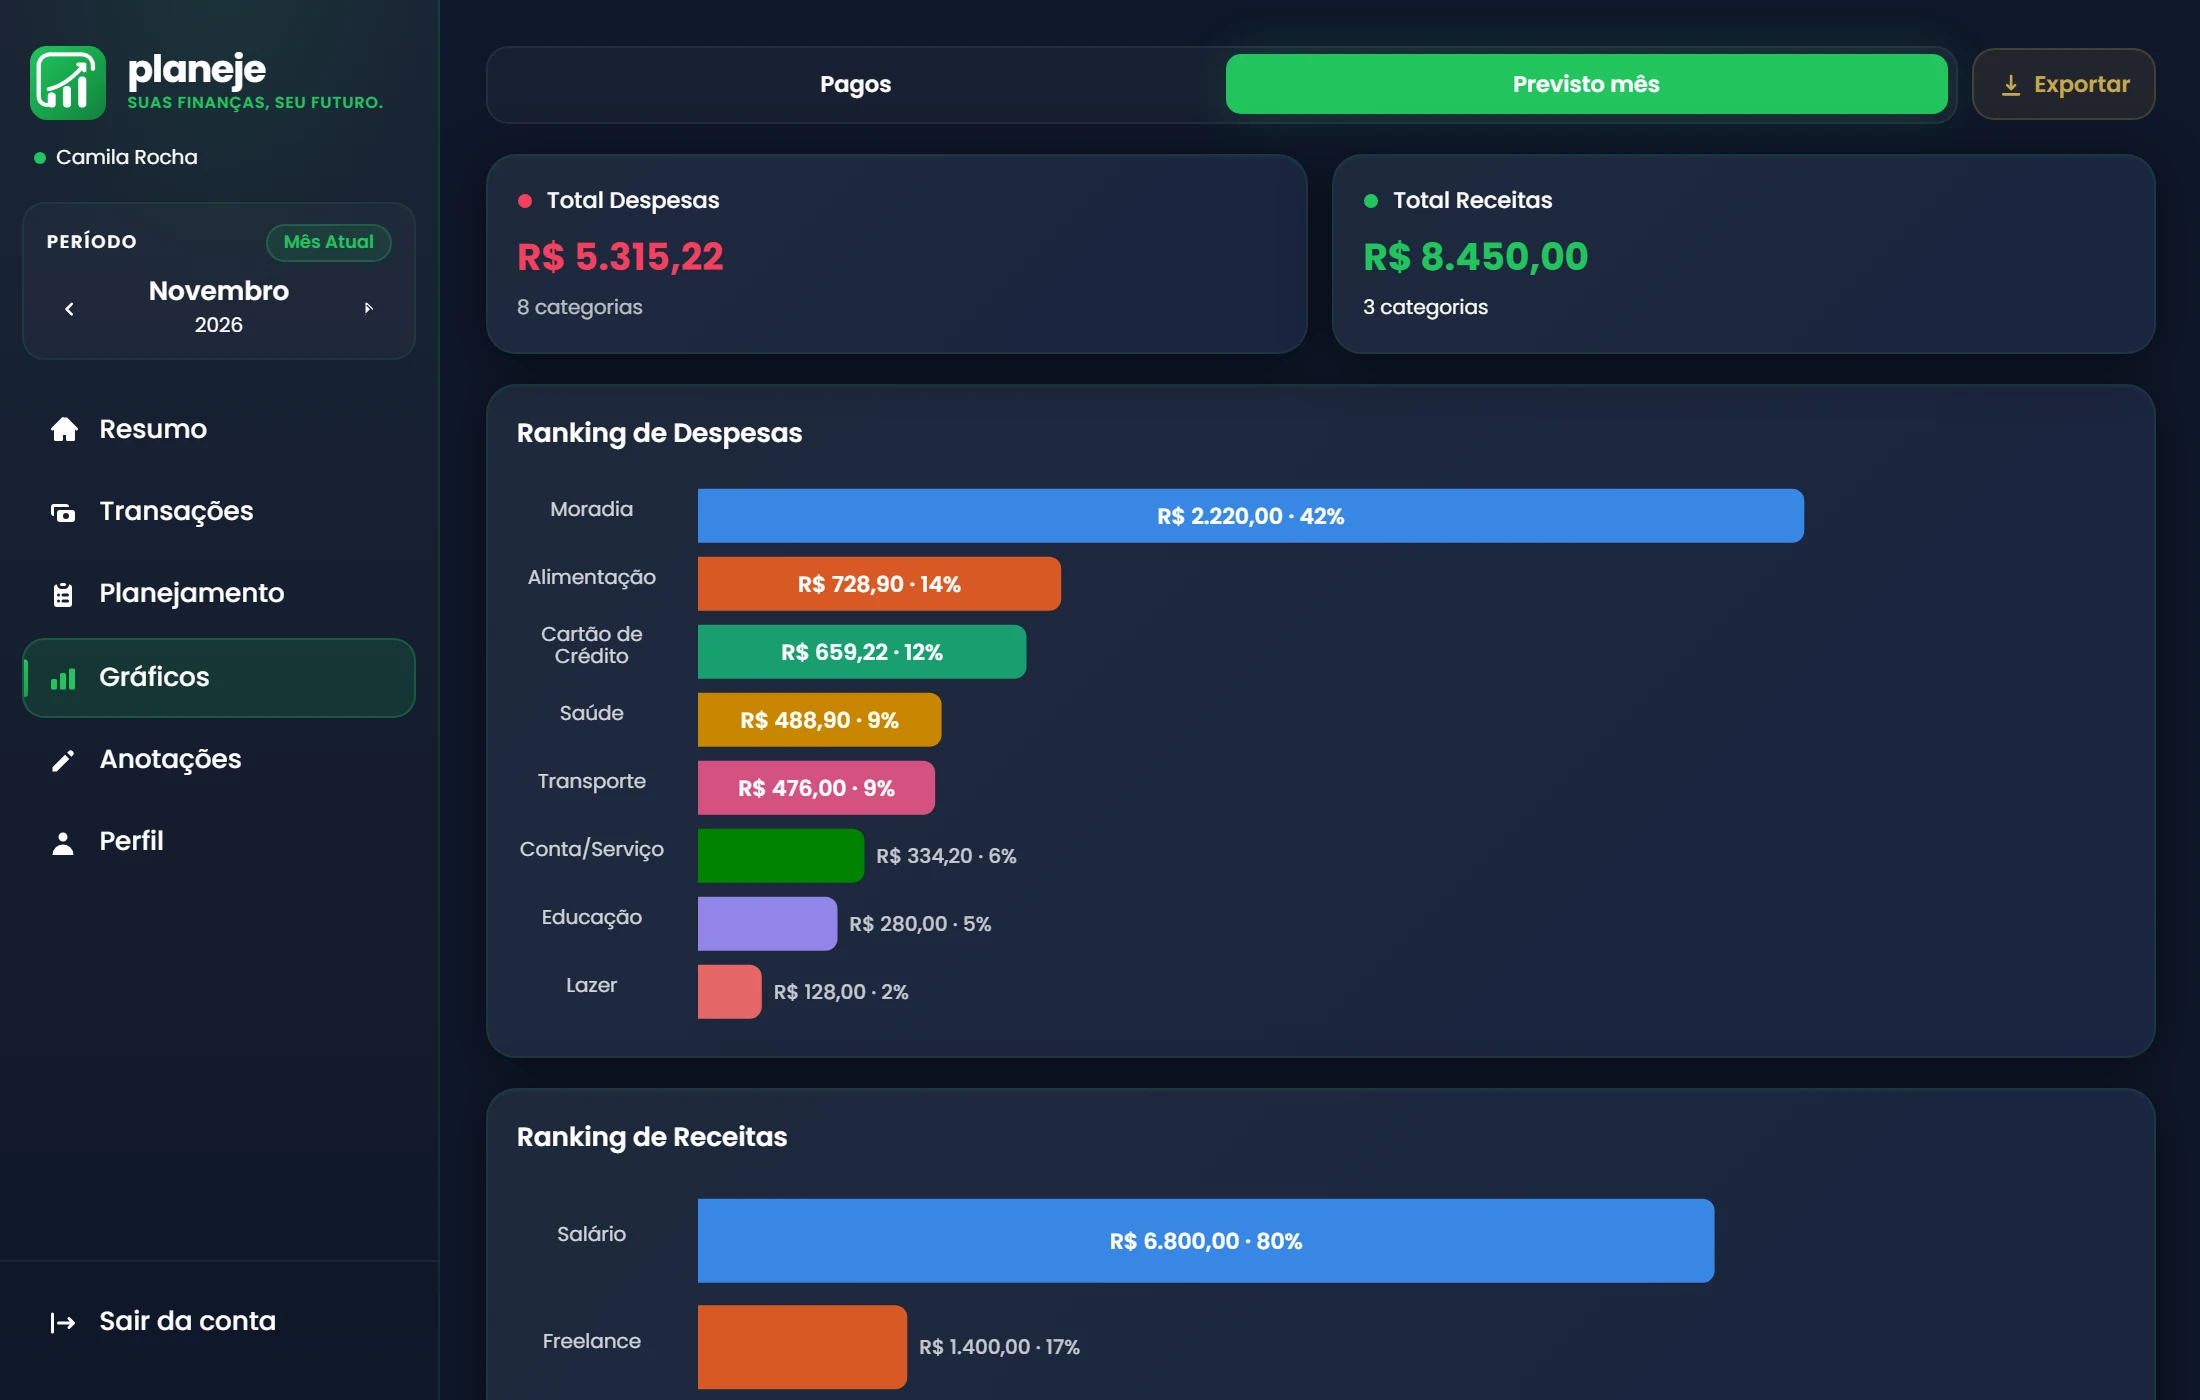 planeje
SUAS FINANÇAS, SEU FUTURO.
Camila Rocha
PERÍODO
Mês Atual
Novembro
2026
Resumo
Transações
Planejamento
Gráficos
Anotações
Perfil
Sair da conta
Pagos
Previsto mês
Exportar
Total Despesas
R$ 5.315,22
8 categorias
Total Receitas
R$ 8.450,00
3 categorias
Ranking de Despesas
Moradia
R$ 2.220,00 · 42%
Alimentação
R$ 728,90 · 14%
Cartão de
Crédito
R$ 659,22 · 12%
Saúde
R$ 488,90 · 9%
Transporte
R$ 476,00 · 9%
Conta/Serviço
R$ 334,20 · 6%
Educação
R$ 280,00 · 5%
Lazer
R$ 128,00 · 2%
Ranking de Receitas
Salário
R$ 6.800,00 · 80%
Freelance
R$ 1.400,00 · 17%